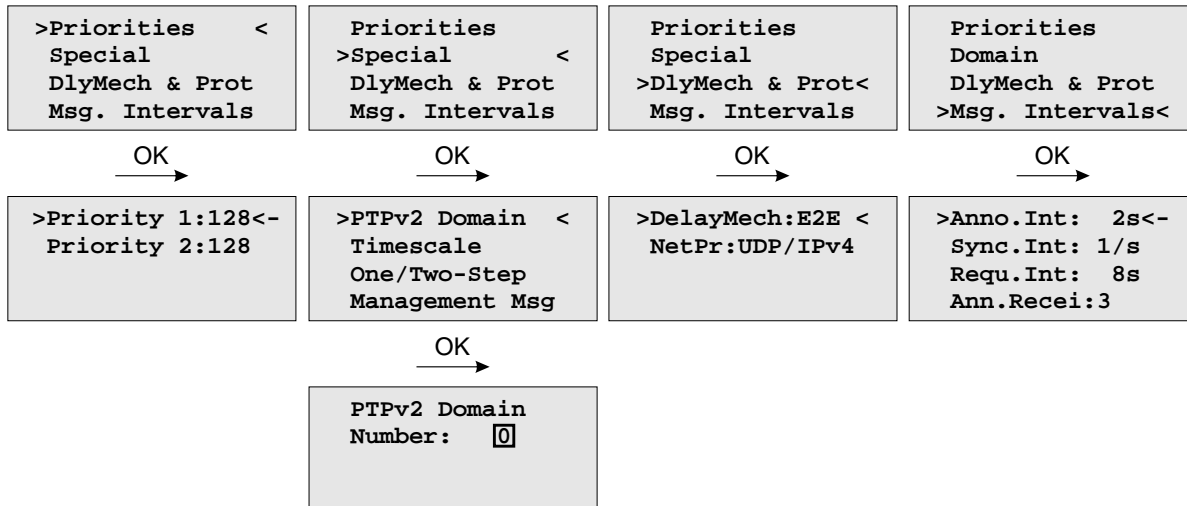 >Priorities    <
 Special
 DlyMech & Prot
 Msg. Intervals
 Priorities
>Special       <
 DlyMech & Prot
 Msg. Intervals
 Priorities
 Special
>DlyMech & Prot<
 Msg. Intervals
 Priorities
 Domain
 DlyMech & Prot
>Msg. Intervals<
OK
OK
OK
OK
>Priority 1:128<-
 Priority 2:128
>PTPv2 Domain  <
 Timescale
 One/Two-Step
 Management Msg
>DelayMech:E2E <
 NetPr:UDP/IPv4
>Anno.Int:  2s<-
 Sync.Int: 1/s
 Requ.Int:  8s
 Ann.Recei:3
OK
PTPv2 Domain
Number:   0